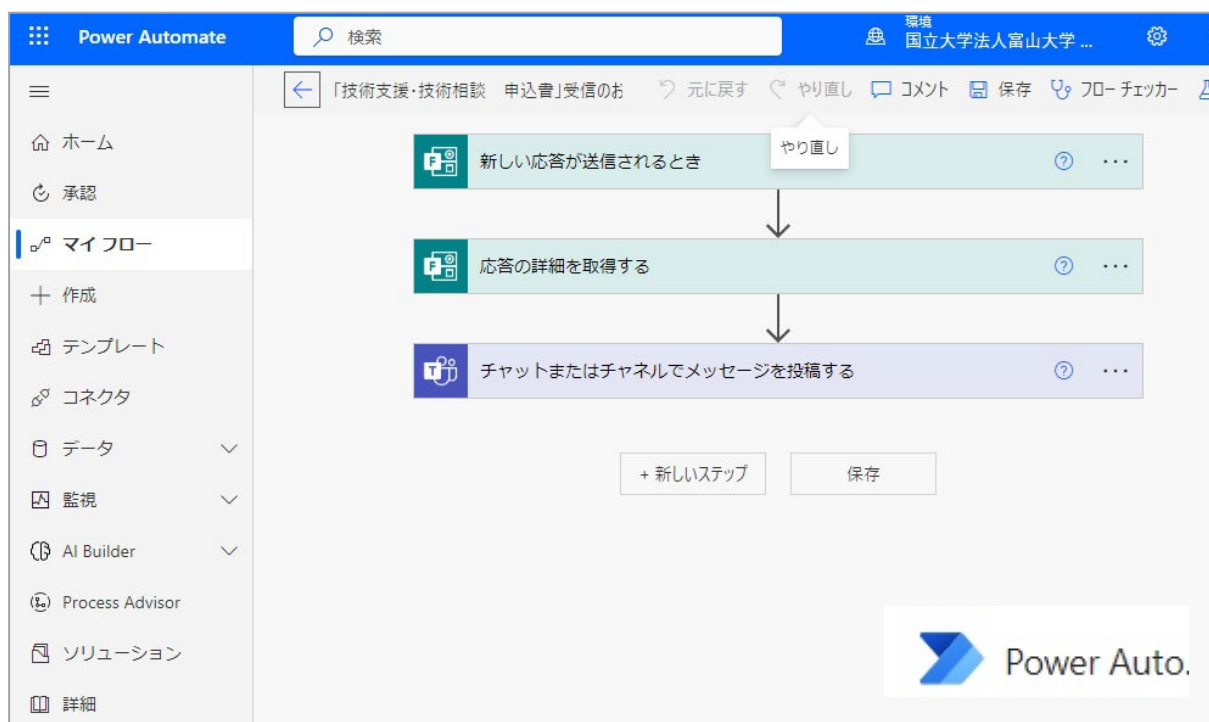 Power Automate
検索
環境
国立大学法人富山大学 ...
「技術支援・技術相談 申込書」受信のお
元に戻す
やり直し
コメント
保存
フロー チェッカー
やり直し
ホーム
承認
マイ フロー
作成
テンプレート
コネクタ
データ
監視
AI Builder
Process Advisor
ソリューション
詳細
新しい応答が送信されるとき
応答の詳細を取得する
チャットまたはチャネルでメッセージを投稿する
+ 新しいステップ
保存
Power Auto.